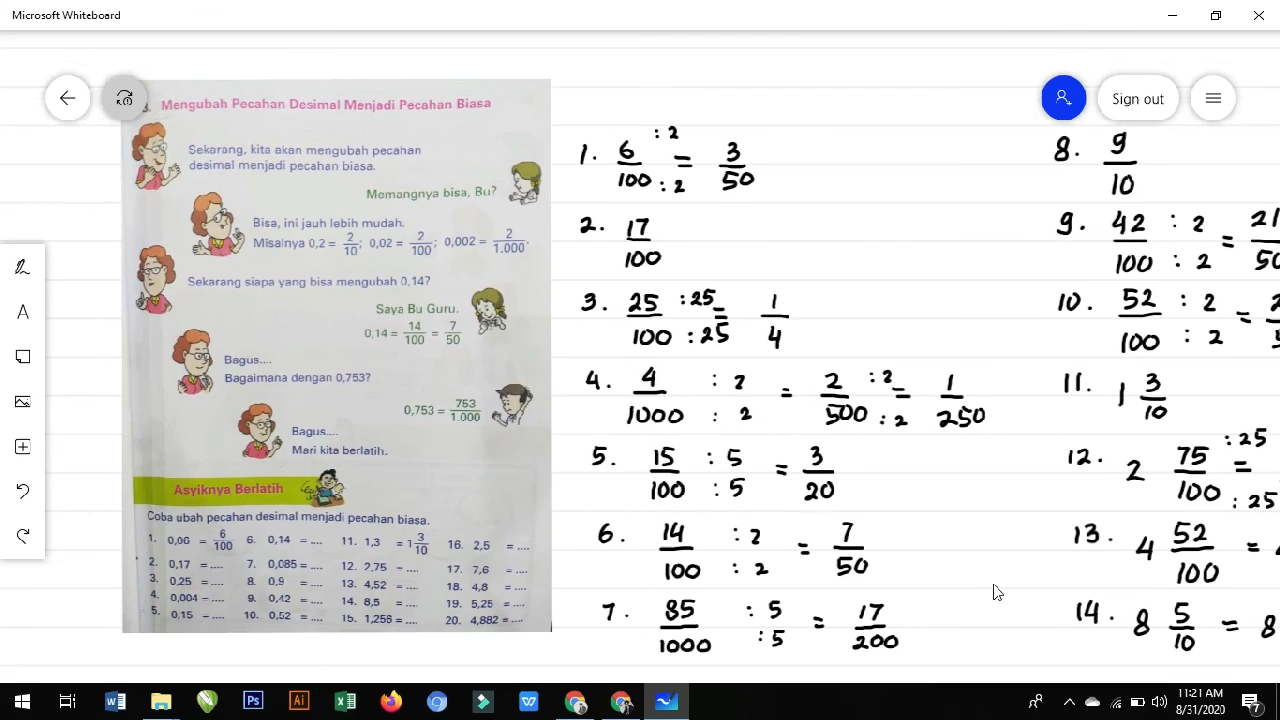 Microsoft Whiteboard
Sign out
Mengubah Pecahan Desimal Menjadi Pecahan Biasa
Sekarang, kita akan mengubah pecahan
desimal menjadi pecahan biasa.
Memangnya bisa, Bu?
Bisa, ini jauh lebih mudah.
Misalnya 0,2 = 2/10; 0,02 = 2/100; 0,002 = 2/1.000.
Sekarang siapa yang bisa mengubah 0,14?
Saya Bu Guru.
0,14 = 14/100 = 7/50
Bagus....
Bagaimana dengan 0,753?
0,753 = 753/1.000
Bagus....
Mari kita berlatih.
Asyiknya Berlatih
Coba ubah pecahan desimal menjadi pecahan biasa.
1. 0,06 = 6/100 6. 0,14 = .... 11. 1,3 = 1 3/10 16. 2,5 = ....
2. 0,17 = .... 7. 0,085 = .... 12. 2,75 = .... 17. 7,6 = ....
3. 0,25 = .... 8. 0,9 = .... 13. 4,52 = .... 18. 4,8 = ....
4. 0,004 = .... 9. 0,42 = .... 14. 8,5 = .... 19. 5,25 = ....
5. 0,15 = .... 10. 0,52 = .... 15. 1,256 = .... 20. 4,882 = ....
1. 6/100 :2/:2 = 3/50
2. 17/100
3. 25/100 :25/:25 = 1/4
4. 4/1000 :2/:2 = 2/500 :2/:2 = 1/250
5. 15/100 :5/:5 = 3/20
6. 14/100 :2/:2 = 7/50
7. 85/1000 :5/:5 = 17/200
8. 9/10
9. 42/100 :2/:2 = 21/50
10. 52/100 :2/:2 =
11. 1 3/10
12. 2 75/100 :25/:25 =
13. 4 52/100 =
14. 8 5/10 = 8
11:21 AM
8/31/2020